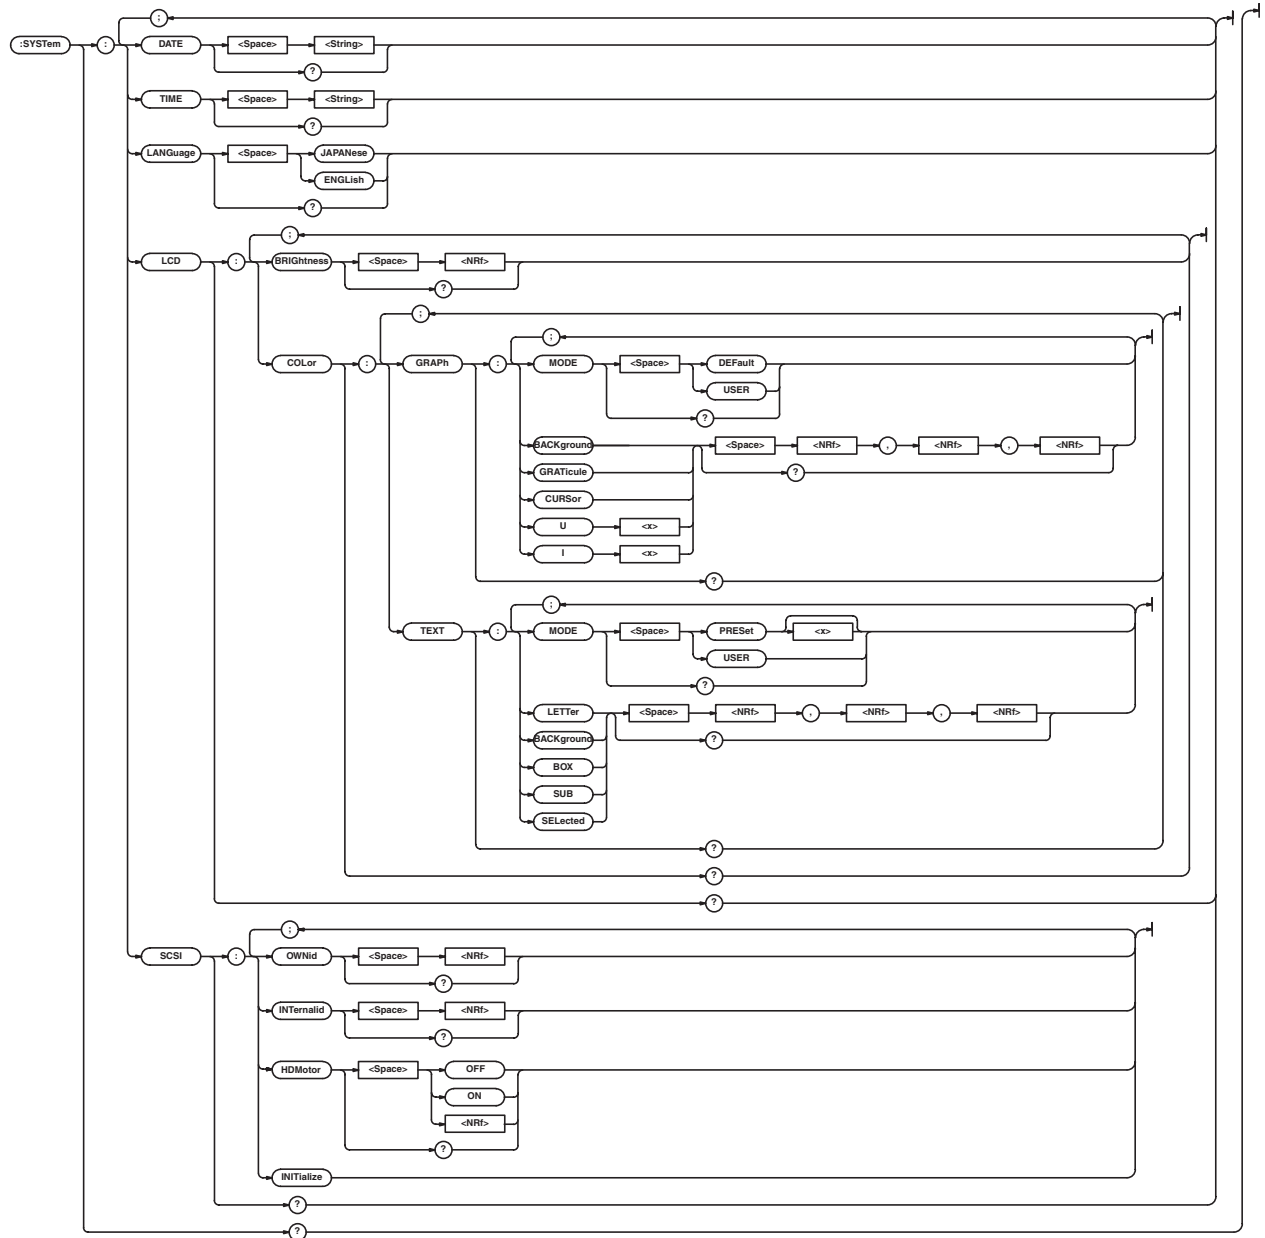 ;
:SYSTem : DATE <Space> <String>
?
TIME <Space> <String>
?
LANGuage <Space> JAPANese
ENGLish
?
;
LCD : BRIGhtness <Space> <NRf>
?
;
;
COLor : GRAPh : MODE <Space> DEFault
USER
?
BACKground <Space> <NRf> , <NRf> , <NRf>
GRATicule ?
CURSor
U <x>
I <x>
?
;
TEXT : MODE <Space> PRESet <x>
USER
?
LETTer <Space> <NRf> , <NRf> , <NRf>
BACKground ?
BOX
SUB
SELected
?
?
?
;
SCSI : OWNid <Space> <NRf>
?
INTernalid <Space> <NRf>
?
HDMotor <Space> OFF
ON
<NRf>
?
INITialize
?
?